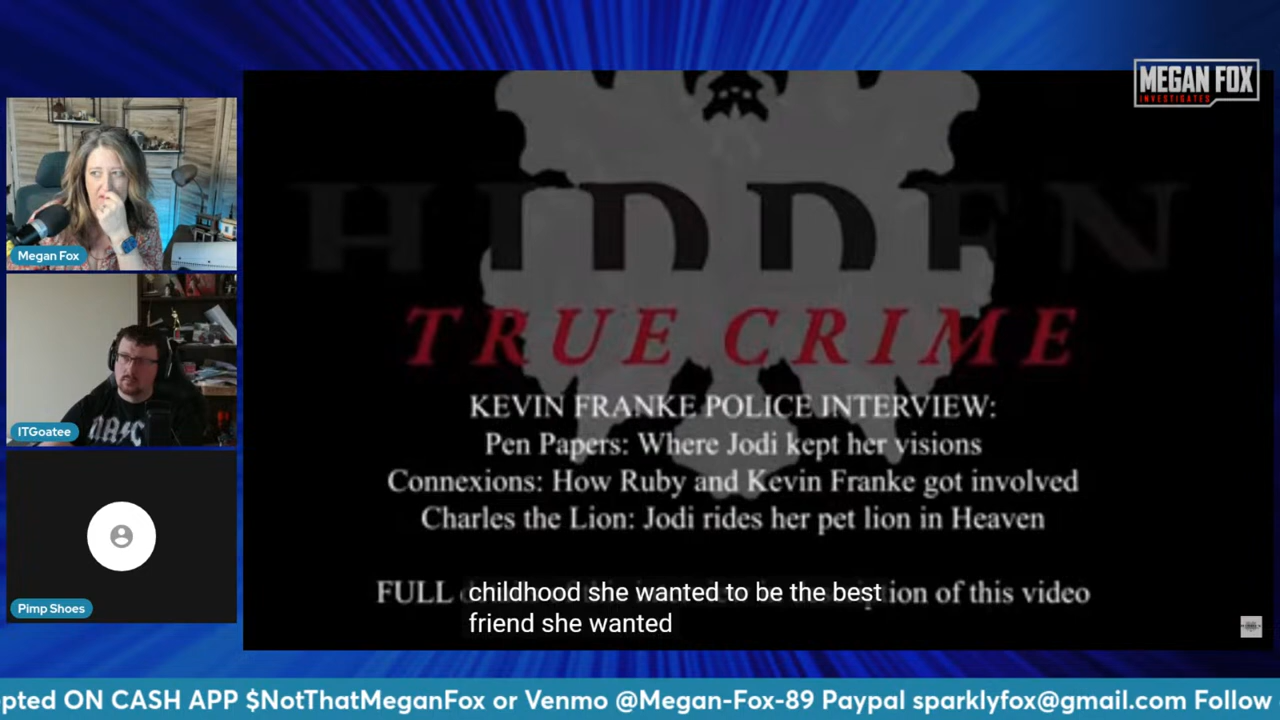 MEGAN FOX
INVESTIGATES
Megan Fox
ITGoatee
Pimp Shoes
HIDDEN
TRUE CRIME
KEVIN FRANKE POLICE INTERVIEW:
Pen Papers: Where Jodi kept her visions
Connexions: How Ruby and Kevin Franke got involved
Charles the Lion: Jodi rides her pet lion in Heaven
FULL ion of this video
childhood she wanted to be the best
friend she wanted
pted ON CASH APP $NotThatMeganFox or Venmo @Megan-Fox-89 Paypal sparklyfox@gmail.com Follow